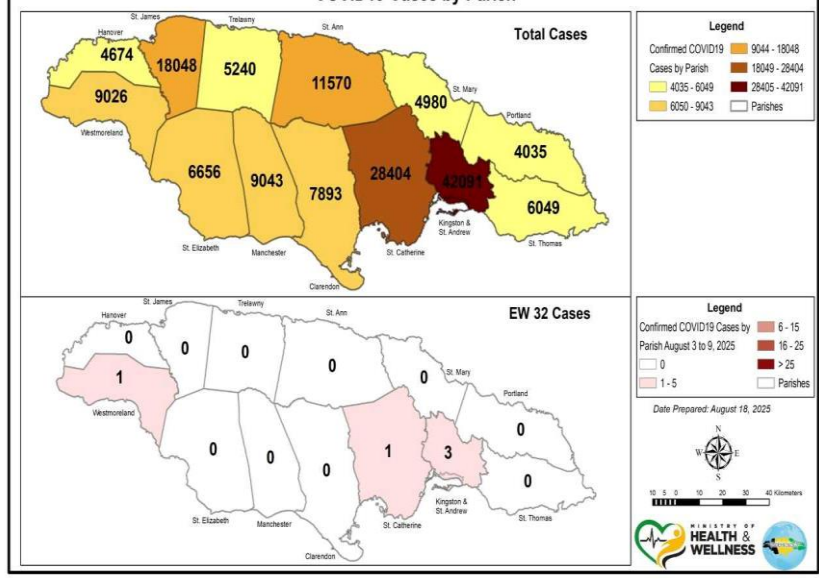 Total Cases
Hanover
St. James
Trelawny
St. Ann
4674
18048
5240
11570
9026
4980
St. Mary
Portland
Westmoreland
6656
9043
7893
28404
42091
4035
6049
St. Elizabeth
Manchester
Clarendon
St. Catherine
Kingston &
St. Andrew
St. Thomas
Legend
Confirmed COVID19
Cases by Parish
4035 - 6049
6050 - 9043
9044 - 18048
18049 - 28404
28405 - 42091
Parishes
EW 32 Cases
Hanover
St. James
Trelawny
St. Ann
0
0
0
0
1
0
St. Mary
Portland
Westmoreland
0
0
0
1
3
0
0
St. Elizabeth
Manchester
Clarendon
St. Catherine
Kingston &
St. Andrew
St. Thomas
Legend
Confirmed COVID19 Cases by
Parish August 3 to 9, 2025
0
1 - 5
6 - 15
16 - 25
> 25
Parishes
Date Prepared: August 18, 2025
N
W
E
S
10 5 0 10 20 30 40 Kilometers
MINISTRY OF
HEALTH &
WELLNESS